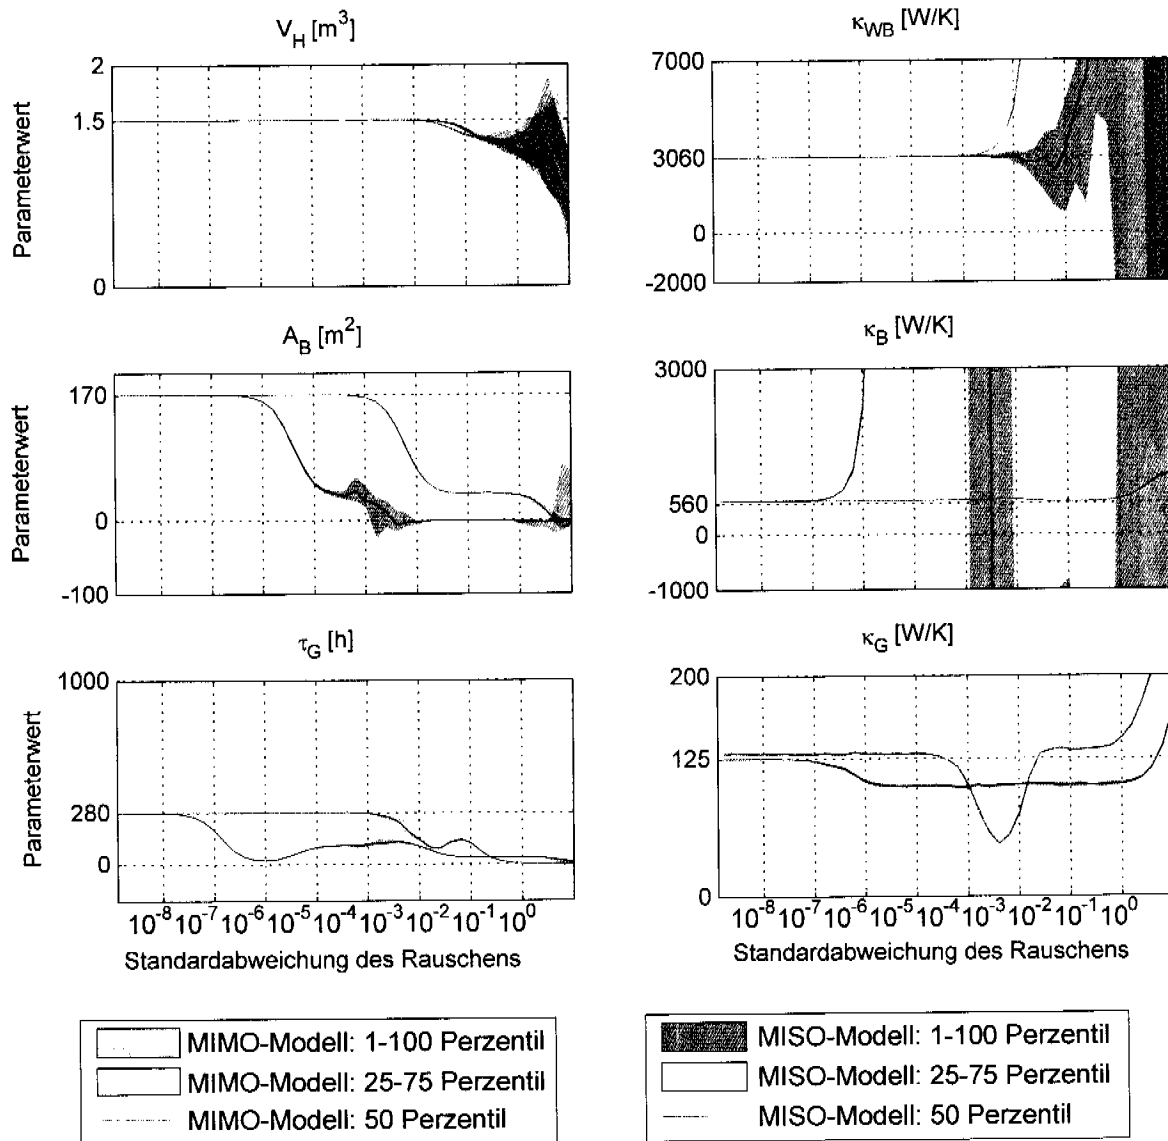 V_H [m^3]
Parameterwert
2
1.5
0
κ_WB [W/K]
7000
3060
0
-2000
A_B [m^2]
Parameterwert
170
0
-100
κ_B [W/K]
3000
560
0
-1000
τ_G [h]
Parameterwert
1000
280
0
10^-8 10^-7 10^-6 10^-5 10^-4 10^-3 10^-2 10^-1 10^0
Standardabweichung des Rauschens
κ_G [W/K]
200
125
0
10^-8 10^-7 10^-6 10^-5 10^-4 10^-3 10^-2 10^-1 10^0
Standardabweichung des Rauschens
MIMO-Modell: 1-100 Perzentil
MIMO-Modell: 25-75 Perzentil
MIMO-Modell: 50 Perzentil
MISO-Modell: 1-100 Perzentil
MISO-Modell: 25-75 Perzentil
MISO-Modell: 50 Perzentil